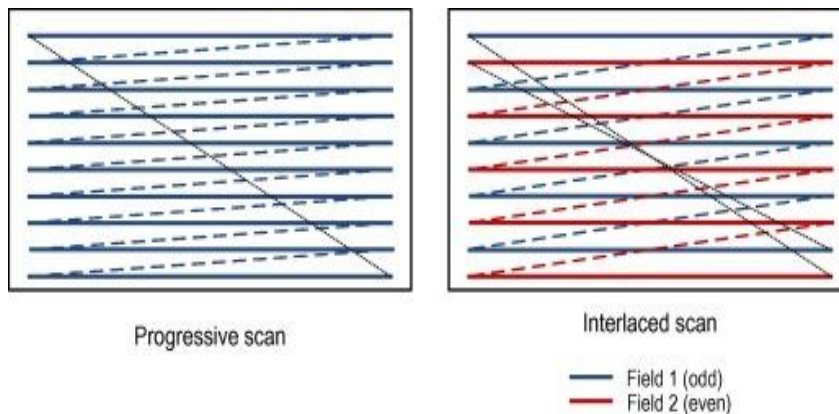 Progressive scan
Interlaced scan
Field 1 (odd)
Field 2 (even)